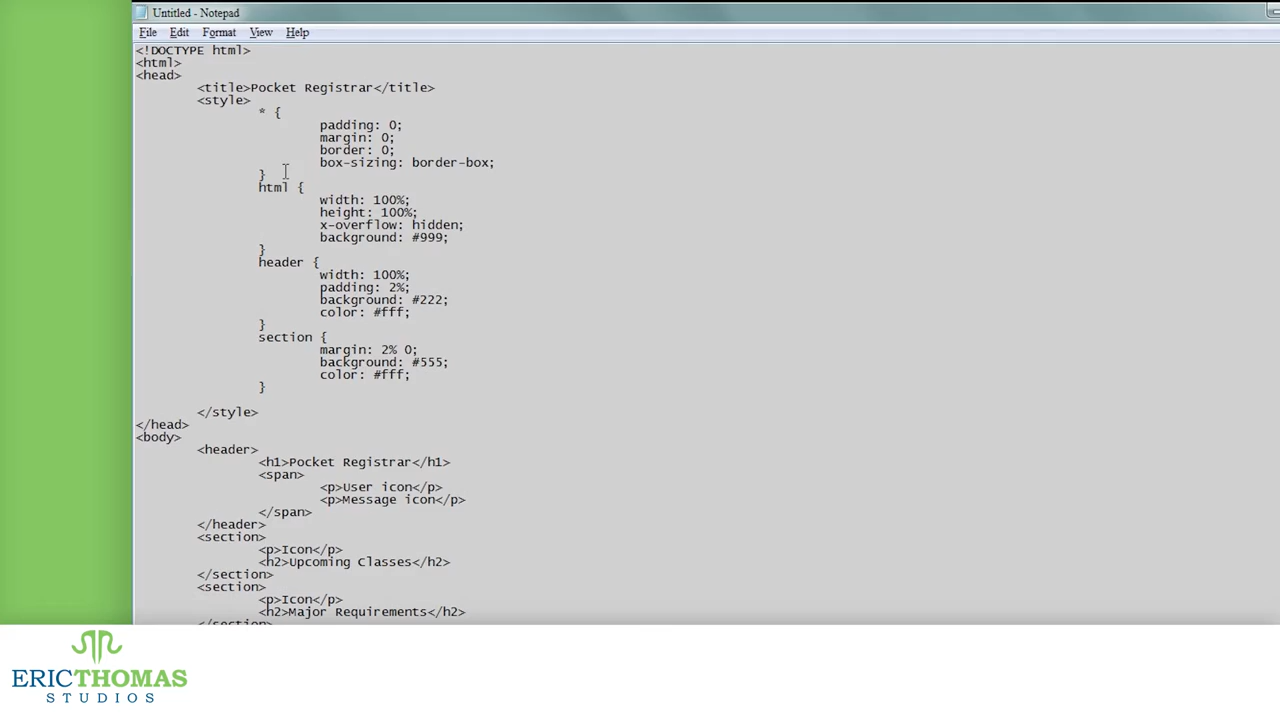 Untitled - Notepad
File Edit Format View Help
<!DOCTYPE html>
<html>
<head>
<title>Pocket Registrar</title>
<style>
* {
padding: 0;
margin: 0;
border: 0;
box-sizing: border-box;
}
html {
width: 100%;
height: 100%;
x-overflow: hidden;
background: #999;
}
header {
width: 100%;
padding: 2%;
background: #222;
color: #fff;
}
section {
margin: 2% 0;
background: #555;
color: #fff;
}
</style>
</head>
<body>
<header>
<h1>Pocket Registrar</h1>
<span>
<p>User icon</p>
<p>Message icon</p>
</span>
</header>
<section>
<p>Icon</p>
<h2>Upcoming Classes</h2>
</section>
<section>
<p>Icon</p>
<h2>Major Requirements</h2>
</section>
ERICTHOMAS
STUDIOS